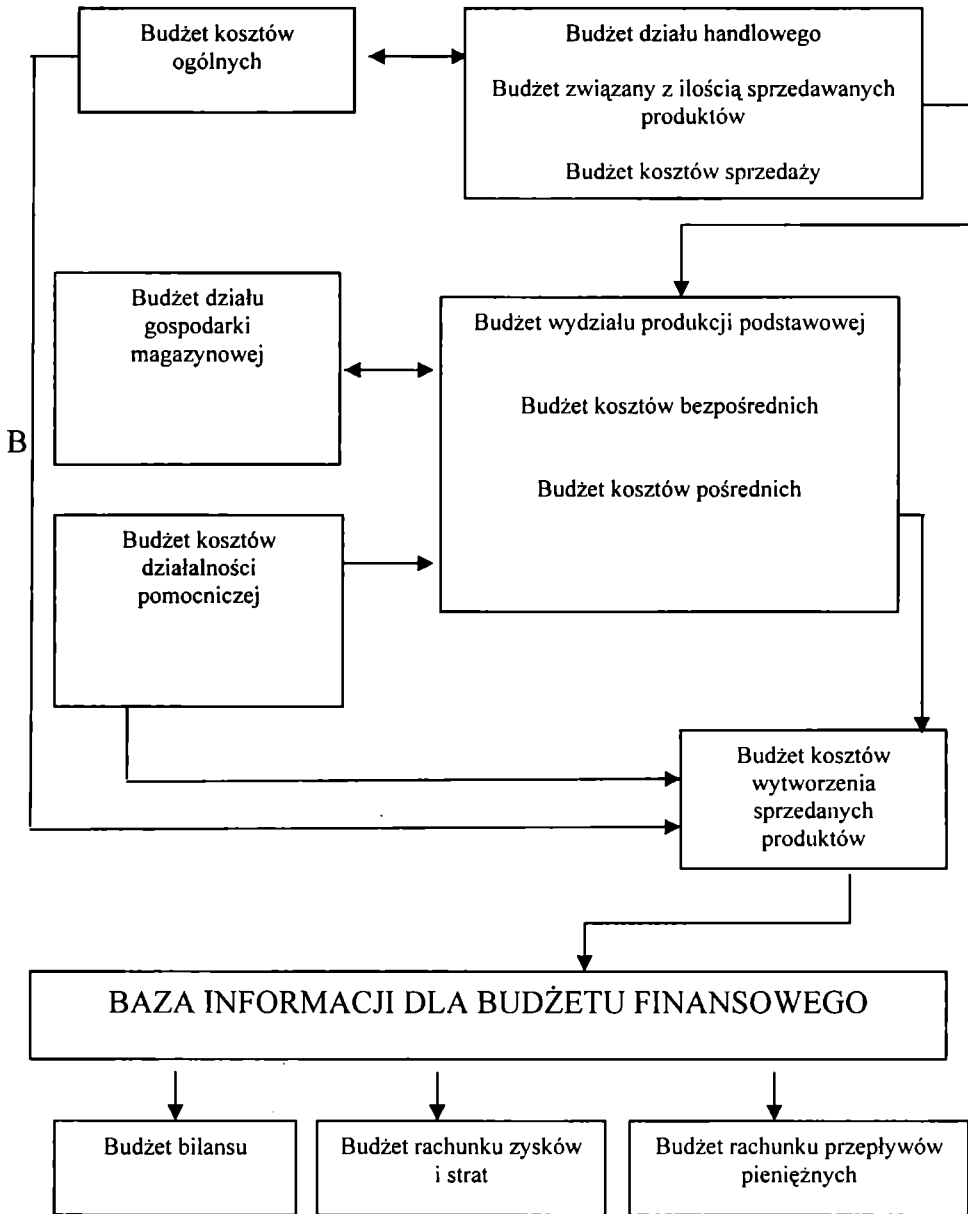 Budżet kosztów
ogólnych
Budżet działu handlowego
Budżet związany z ilością sprzedawanych
produktów
Budżet kosztów sprzedaży
Budżet działu
gospodarki
magazynowej
Budżet wydziału produkcji podstawowej
Budżet kosztów bezpośrednich
Budżet kosztów pośrednich
B
Budżet kosztów
działalności
pomocniczej
Budżet kosztów
wytworzenia
sprzedanych
produktów
BAZA INFORMACJI DLA BUDŻETU FINANSOWEGO
Budżet bilansu
Budżet rachunku zysków
i strat
Budżet rachunku przepływów
pieniężnych